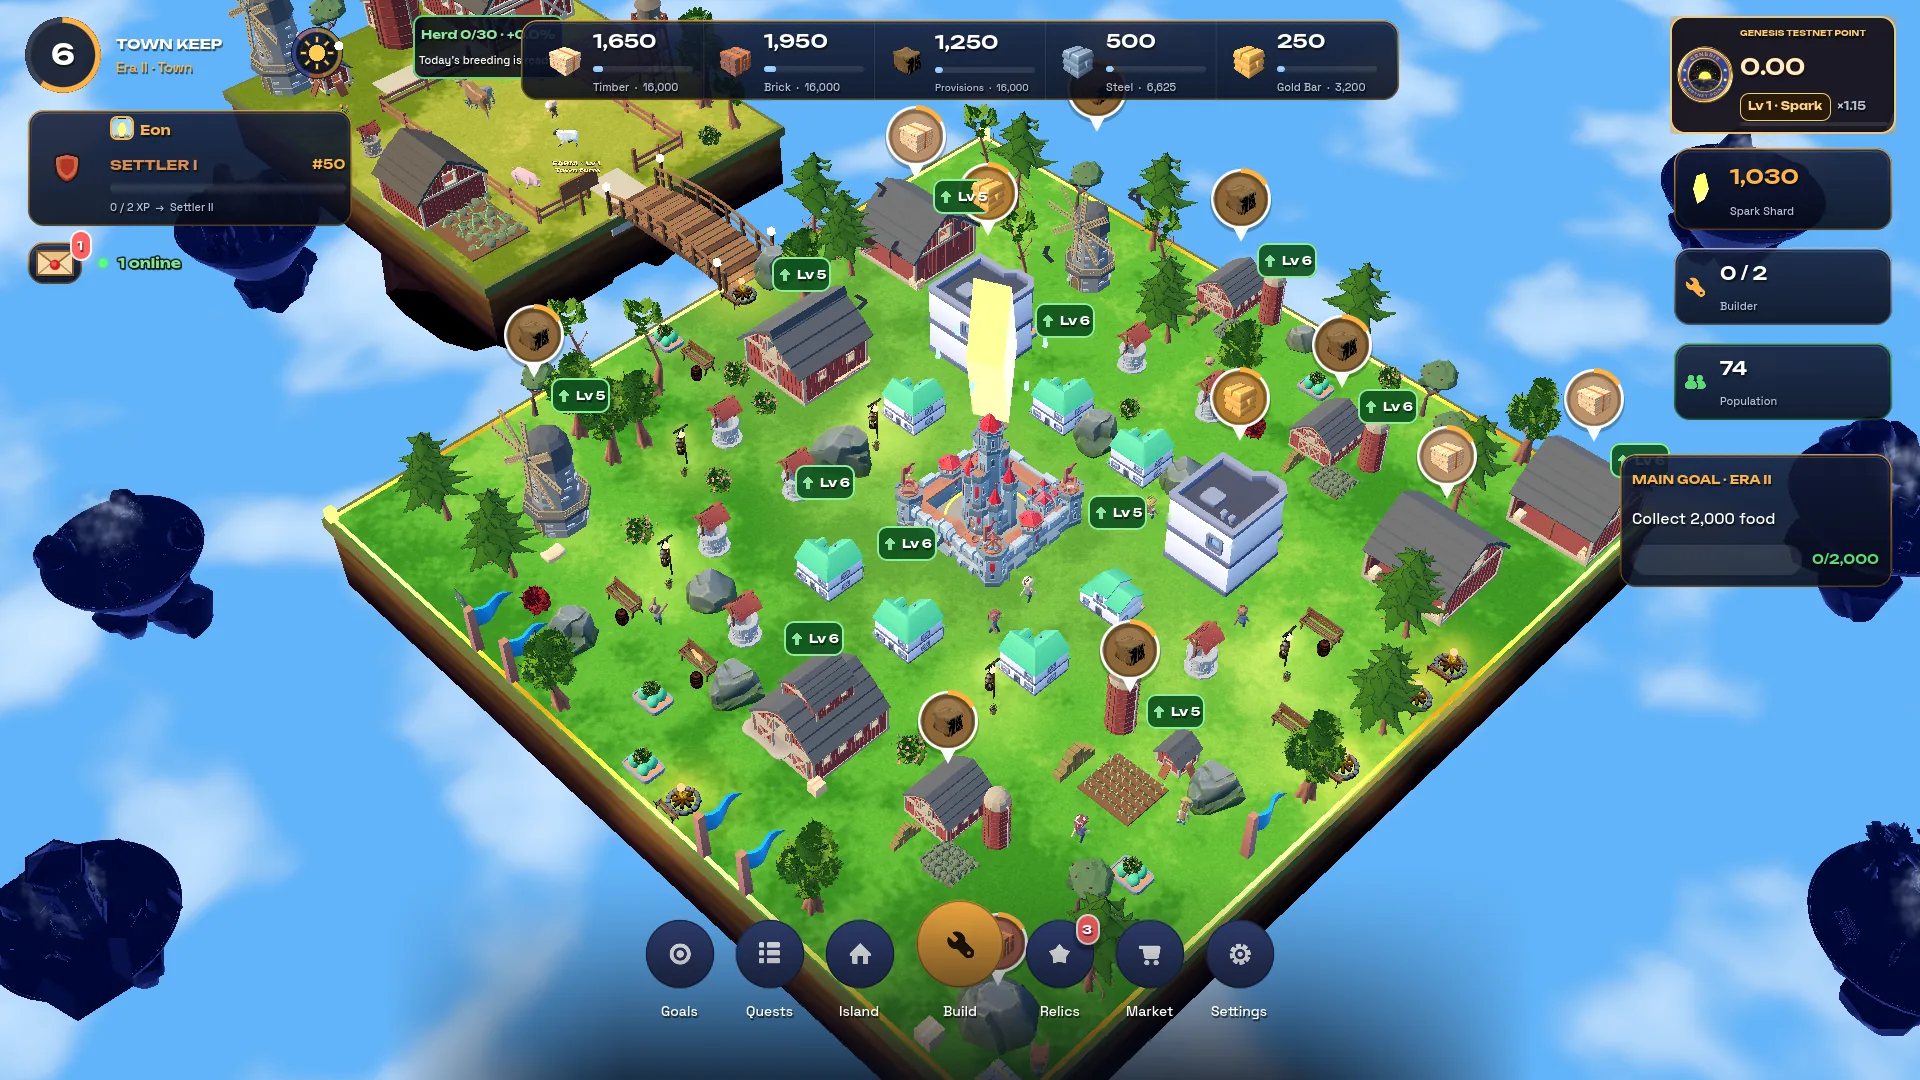 6
TOWN KEEP
Era II · Town
Herd 0/30 · +0.0%
Today's breeding is
1,650
Timber · 16,000
1,950
Brick · 16,000
1,250
Provisions · 16,000
500
Steel · 6,625
250
Gold Bar · 3,200
GENESIS TESTNET POINT
0.00
Lv 1 · Spark
×1.15
Eon
SETTLER I
#50
0 / 2 XP → Settler II
1
1 online
1,030
Spark Shard
0 / 2
Builder
74
Population
MAIN GOAL · ERA II
Collect 2,000 food
0/2,000
Lv 5
Lv 6
Lv 5
Lv 6
Lv 5
Lv 6
Lv 6
Lv 6
Lv 5
Lv 6
Lv 6
Lv 5
3
Goals
Quests
Island
Build
Relics
Market
Settings